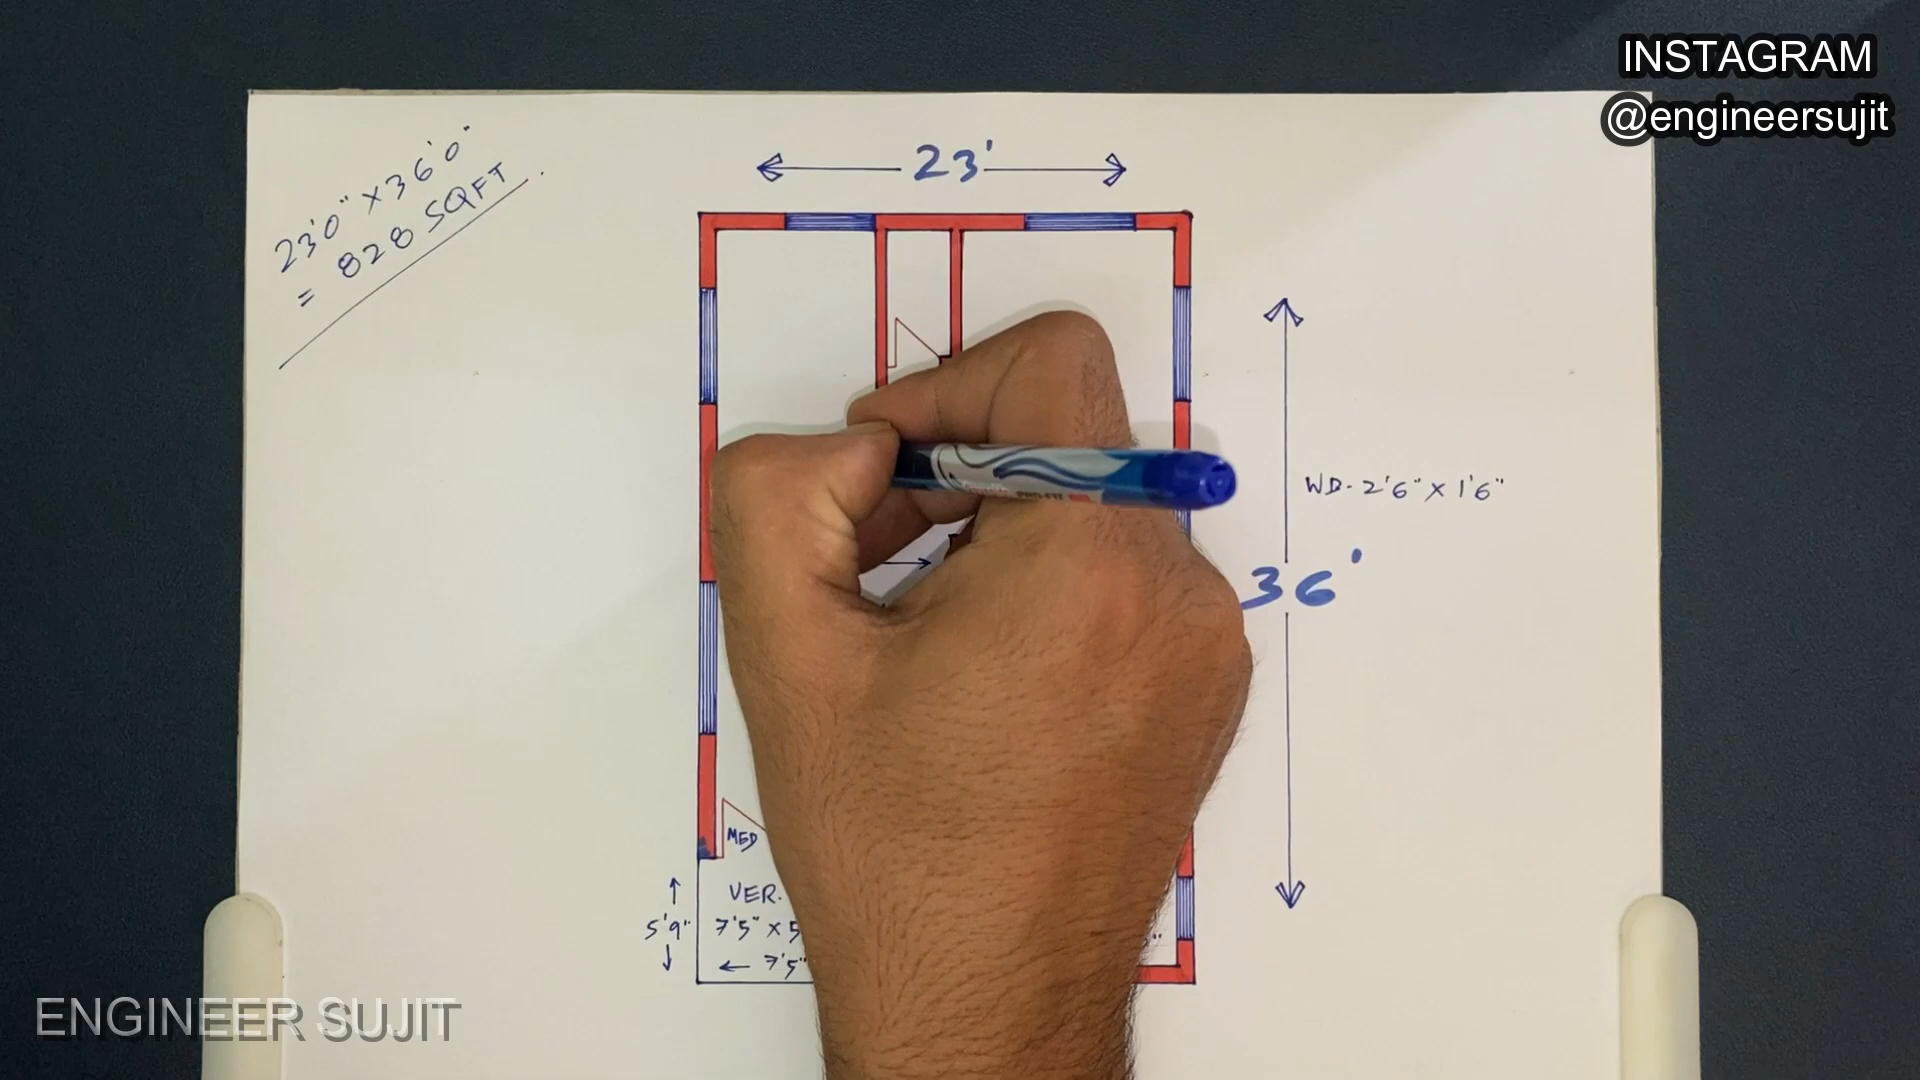 INSTAGRAM
@engineersujit
23'0" X 36'0"
= 828 SQFT
23'
WD-2'6" X 1'6"
36'
MED
VER.
5'9"
7'5" X 5
7'5"
ENGINEER SUJIT